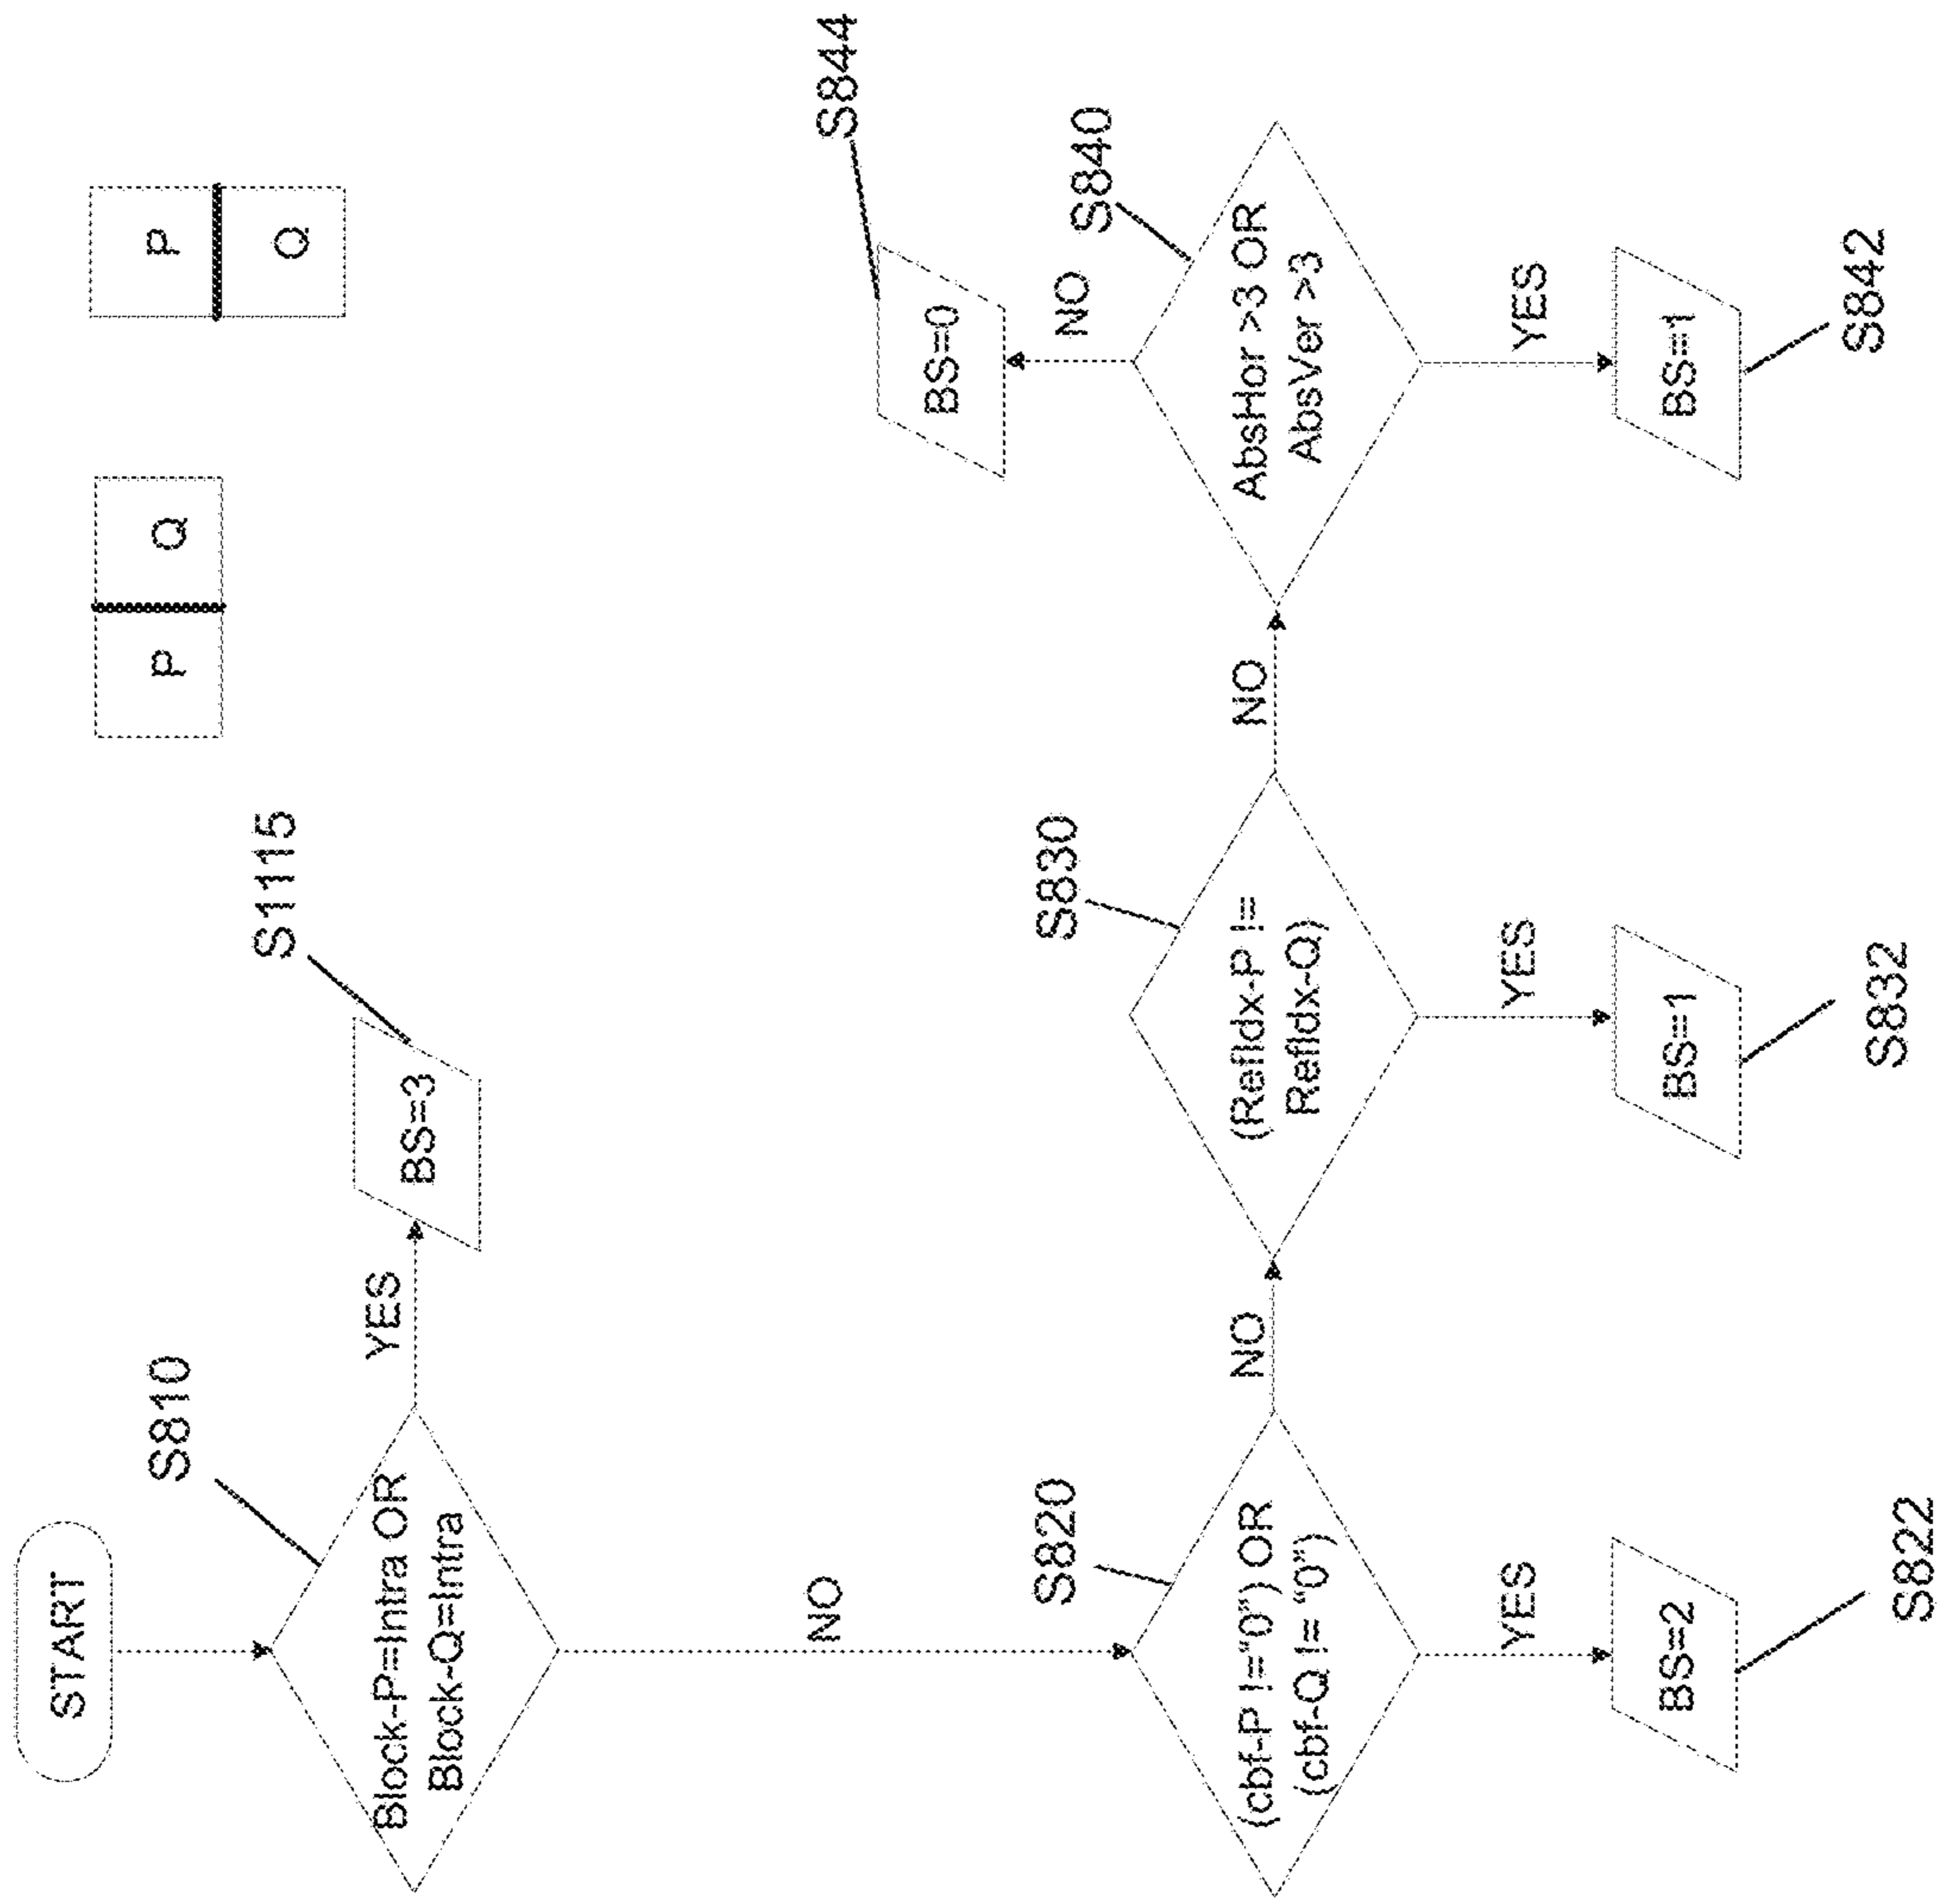 START
S810
Block-P=Intra OR
Block-Q=Intra
YES
S1115
BS=3
P
Q
P
Q
NO
S820
(cbf-P !="0") OR
(cbf-Q != "0")
YES
BS=2
S822
NO
S830
(RefIdx-P !=
RefIdx-Q)
YES
BS=1
S832
NO
S840
AbsHor >3 OR
AbsVer >3
NO
BS=0
S844
YES
BS=1
S842